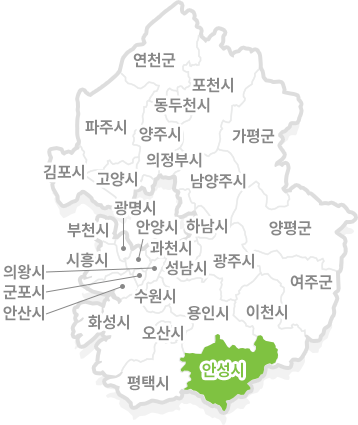 연천군
포천시
동두천시
파주시
양주시
가평군
의정부시
김포시
고양시
남양주시
광명시
부천시
안양시
하남시
양평군
과천시
시흥시
성남시
광주시
의왕시
여주군
군포시
수원시
안산시
용인시
이천시
화성시
오산시
안성시
평택시